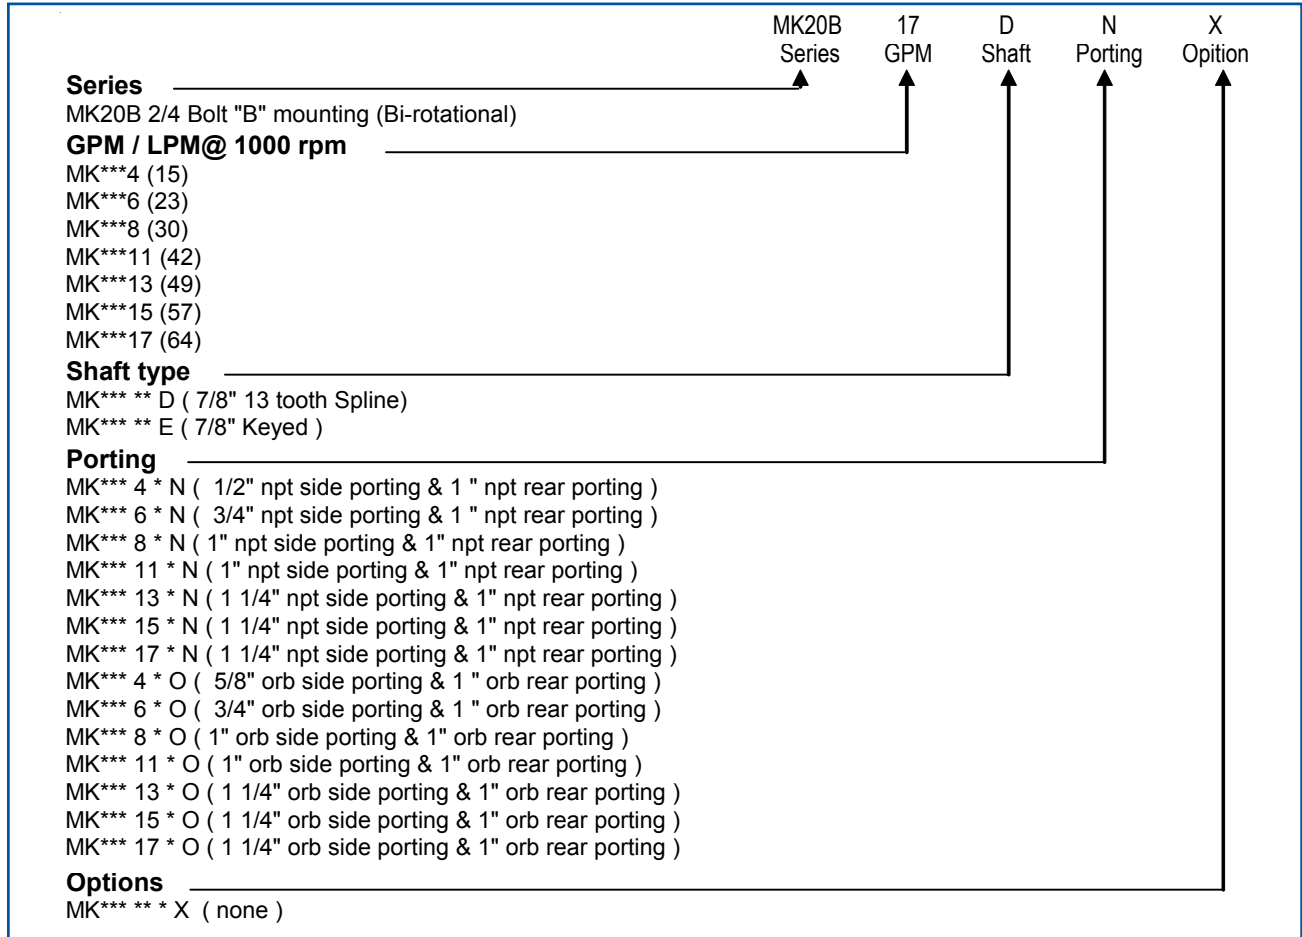 MK20B 17 D N X
Series GPM Shaft Porting Opition
Series
MK20B 2/4 Bolt "B" mounting (Bi-rotational)
GPM / LPM@ 1000 rpm
MK***4 (15)
MK***6 (23)
MK***8 (30)
MK***11 (42)
MK***13 (49)
MK***15 (57)
MK***17 (64)
Shaft type
MK*** ** D ( 7/8" 13 tooth Spline)
MK*** ** E ( 7/8" Keyed )
Porting
MK*** 4 * N (  1/2" npt side porting & 1 " npt rear porting )
MK*** 6 * N (  3/4" npt side porting & 1 " npt rear porting )
MK*** 8 * N ( 1" npt side porting & 1" npt rear porting )
MK*** 11 * N ( 1" npt side porting & 1" npt rear porting )
MK*** 13 * N ( 1 1/4" npt side porting & 1" npt rear porting )
MK*** 15 * N ( 1 1/4" npt side porting & 1" npt rear porting )
MK*** 17 * N ( 1 1/4" npt side porting & 1" npt rear porting )
MK*** 4 * O (  5/8" orb side porting & 1 " orb rear porting )
MK*** 6 * O (  3/4" orb side porting & 1 " orb rear porting )
MK*** 8 * O ( 1" orb side porting & 1" orb rear porting )
MK*** 11 * O ( 1" orb side porting & 1" orb rear porting )
MK*** 13 * O ( 1 1/4" orb side porting & 1" orb rear porting )
MK*** 15 * O ( 1 1/4" orb side porting & 1" orb rear porting )
MK*** 17 * O ( 1 1/4" orb side porting & 1" orb rear porting )
Options
MK*** ** * X  ( none )